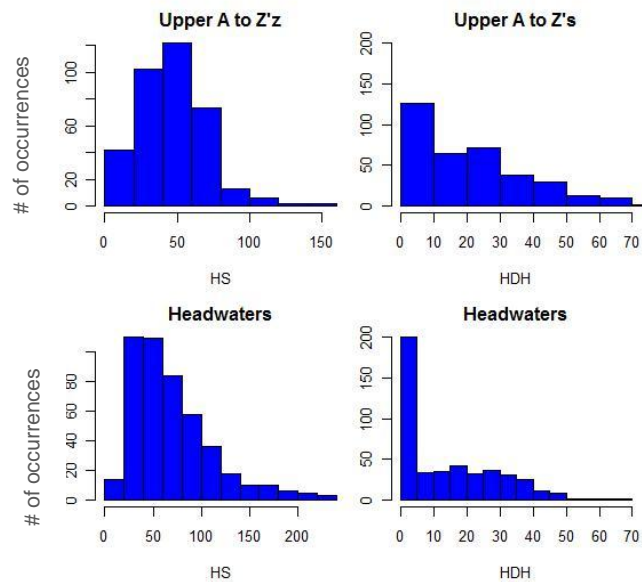 Upper A to Z'z
# of occurrences
100
60
20
0
0 50 100 150
HS
Upper A to Z's
200
150
100
50
0
0 10 20 30 40 50 60 70
HDH
Headwaters
# of occurrences
80
60
40
20
0
0 50 100 150 200
HS
Headwaters
200
150
100
50
0
0 10 20 30 40 50 60 70
HDH